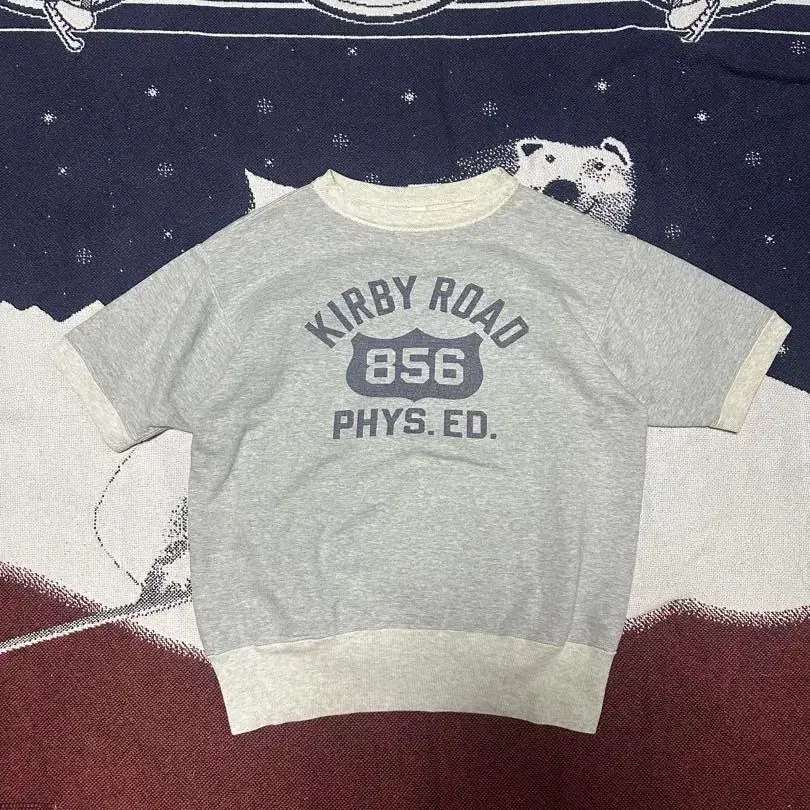 KIRBY ROAD
856
PHYS. ED.